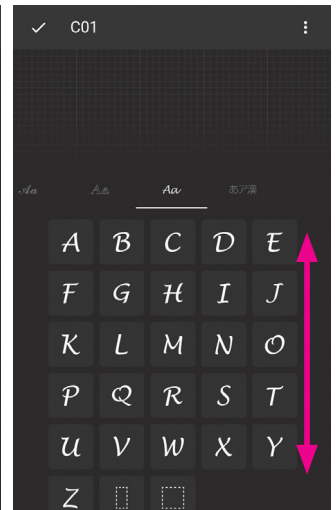 C01
Aa Aa Aa あア漢
A B C D E
F G H I J
K L M N O
P Q R S T
U V W X Y
Z